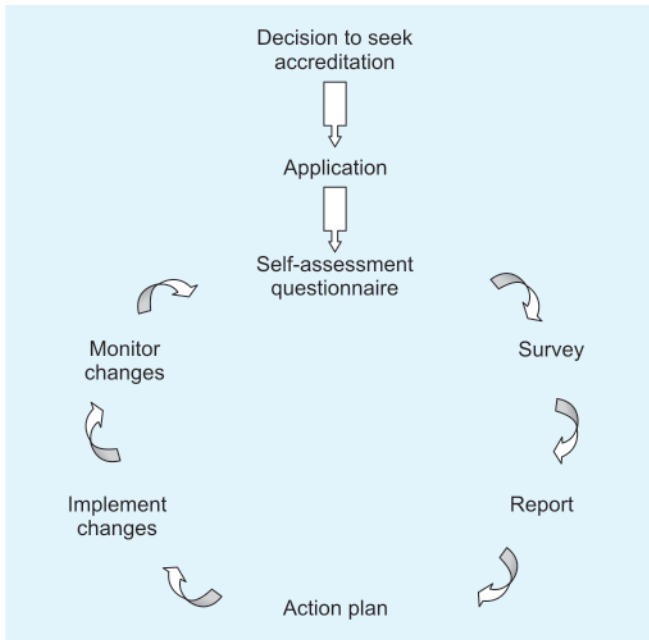 Decision to seek
accreditation
Application
Self-assessment
questionnaire
Survey
Report
Action plan
Implement
changes
Monitor
changes